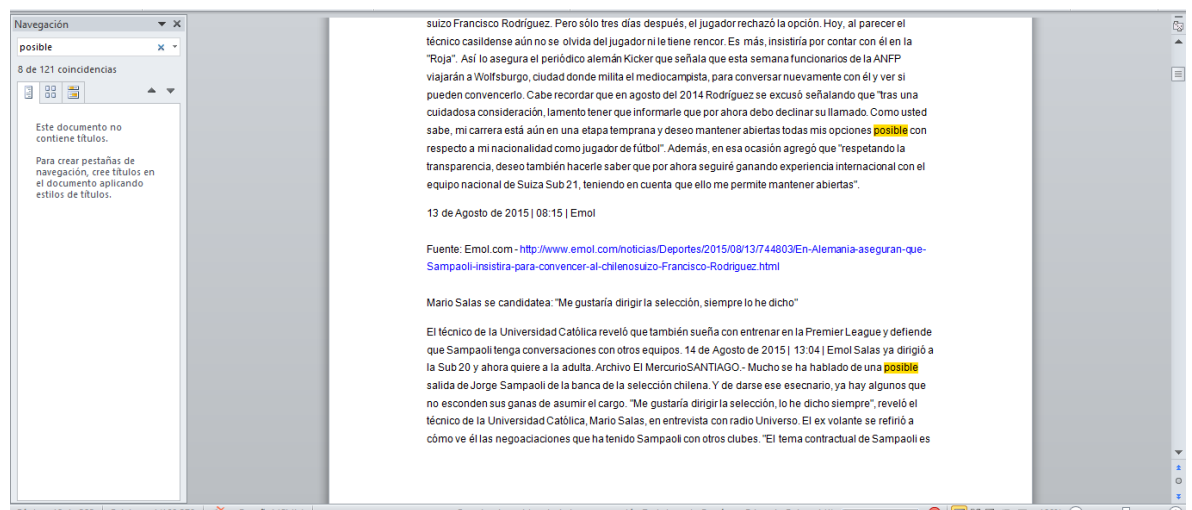 Navegación
posible
8 de 121 coincidencias
Este documento no
contiene títulos.
Para crear pestañas de
navegación, cree títulos en
el documento aplicando
estilos de títulos.
suizo Francisco Rodríguez. Pero sólo tres días después, el jugador rechazó la opción. Hoy, al parecer el
técnico casildense aún no se olvida del jugador ni le tiene rencor. Es más, insistiría por contar con él en la
"Roja". Así lo asegura el periódico alemán Kicker que señala que esta semana funcionarios de la ANFP
viajarán a Wolfsburgo, ciudad donde milita el mediocampista, para conversar nuevamente con él y ver si
pueden convencerlo. Cabe recordar que en agosto del 2014 Rodríguez se excusó señalando que "tras una
cuidadosa consideración, lamento tener que informarle que por ahora debo declinar su llamado. Como usted
sabe, mi carrera está aún en una etapa temprana y deseo mantener abiertas todas mis opciones posible con
respecto a mi nacionalidad como jugador de fútbol". Además, en esa ocasión agregó que "respetando la
transparencia, deseo también hacerle saber que por ahora seguiré ganando experiencia internacional con el
equipo nacional de Suiza Sub 21, teniendo en cuenta que ello me permite mantener abiertas".
13 de Agosto de 2015 | 08:15 | Emol
Fuente: Emol.com - http://www.emol.com/noticias/Deportes/2015/08/13/744803/En-Alemania-aseguran-que-
Sampaoli-insistira-para-convencer-al-chilenosuizo-Francisco-Rodriguez.html
Mario Salas se candidatea: "Me gustaría dirigir la selección, siempre lo he dicho"
El técnico de la Universidad Católica reveló que también sueña con entrenar en la Premier League y defiende
que Sampaoli tenga conversaciones con otros equipos. 14 de Agosto de 2015 | 13:04 | Emol Salas ya dirigió a
la Sub 20 y ahora quiere a la adulta. Archivo El MercurioSANTIAGO.- Mucho se ha hablado de una posible
salida de Jorge Sampaoli de la banca de la selección chilena. Y de darse ese esecnario, ya hay algunos que
no esconden sus ganas de asumir el cargo. "Me gustaría dirigir la selección, lo he dicho siempre", reveló el
técnico de la Universidad Católica, Mario Salas, en entrevista con radio Universo. El ex volante se refirió a
cómo ve él las negoaciaciones que ha tenido Sampaoli con otros clubes. "El tema contractual de Sampaoli es